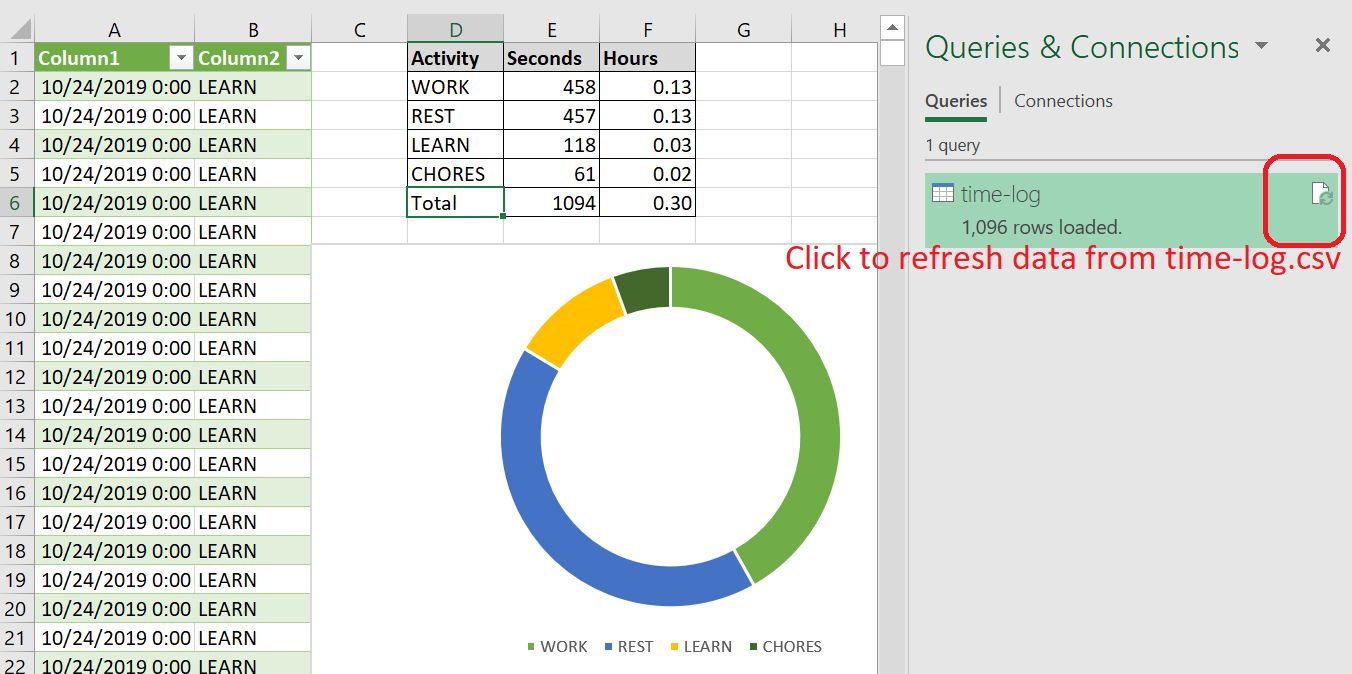 A B C D E F G H
1 Column1 Column2 Activity Seconds Hours
2 10/24/2019 0:00 LEARN WORK 458 0.13
3 10/24/2019 0:00 LEARN REST 457 0.13
4 10/24/2019 0:00 LEARN LEARN 118 0.03
5 10/24/2019 0:00 LEARN CHORES 61 0.02
6 10/24/2019 0:00 LEARN Total 1094 0.30
7 10/24/2019 0:00 LEARN
8 10/24/2019 0:00 LEARN
9 10/24/2019 0:00 LEARN
10 10/24/2019 0:00 LEARN
11 10/24/2019 0:00 LEARN
12 10/24/2019 0:00 LEARN
13 10/24/2019 0:00 LEARN
14 10/24/2019 0:00 LEARN
15 10/24/2019 0:00 LEARN
16 10/24/2019 0:00 LEARN
17 10/24/2019 0:00 LEARN
18 10/24/2019 0:00 LEARN
19 10/24/2019 0:00 LEARN
20 10/24/2019 0:00 LEARN
21 10/24/2019 0:00 LEARN
22 10/24/2019 0:00 LEARN
WORK REST LEARN CHORES
Queries & Connections
Queries Connections
1 query
time-log
1,096 rows loaded.
Click to refresh data from time-log.csv